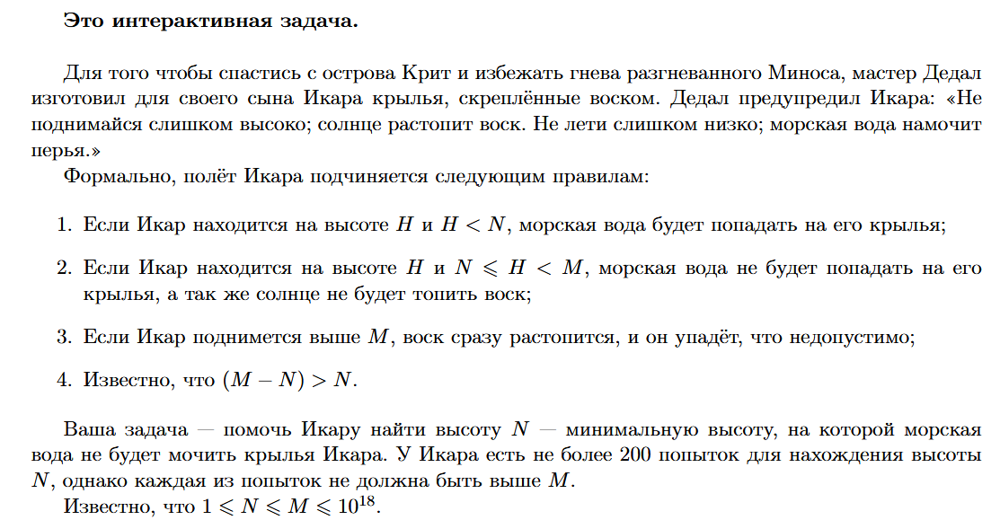 Это интерактивная задача.
Для того чтобы спастись с острова Крит и избежать гнева разгневанного Миноса, мастер Дедал
изготовил для своего сына Икара крылья, скреплённые воском. Дедал предупредил Икара: «Не
поднимайся слишком высоко; солнце растопит воск. Не лети слишком низко; морская вода намочит
перья.»
Формально, полёт Икара подчиняется следующим правилам:
1. Если Икар находится на высоте H и H < N, морская вода будет попадать на его крылья;
2. Если Икар находится на высоте H и N ⩽ H < M, морская вода не будет попадать на его
крылья, а так же солнце не будет топить воск;
3. Если Икар поднимется выше M, воск сразу растопится, и он упадёт, что недопустимо;
4. Известно, что (M − N) > N.
Ваша задача — помочь Икару найти высоту N — минимальную высоту, на которой морская
вода не будет мочить крылья Икара. У Икара есть не более 200 попыток для нахождения высоты
N, однако каждая из попыток не должна быть выше M.
Известно, что 1 ⩽ N ⩽ M ⩽ 10¹⁸.